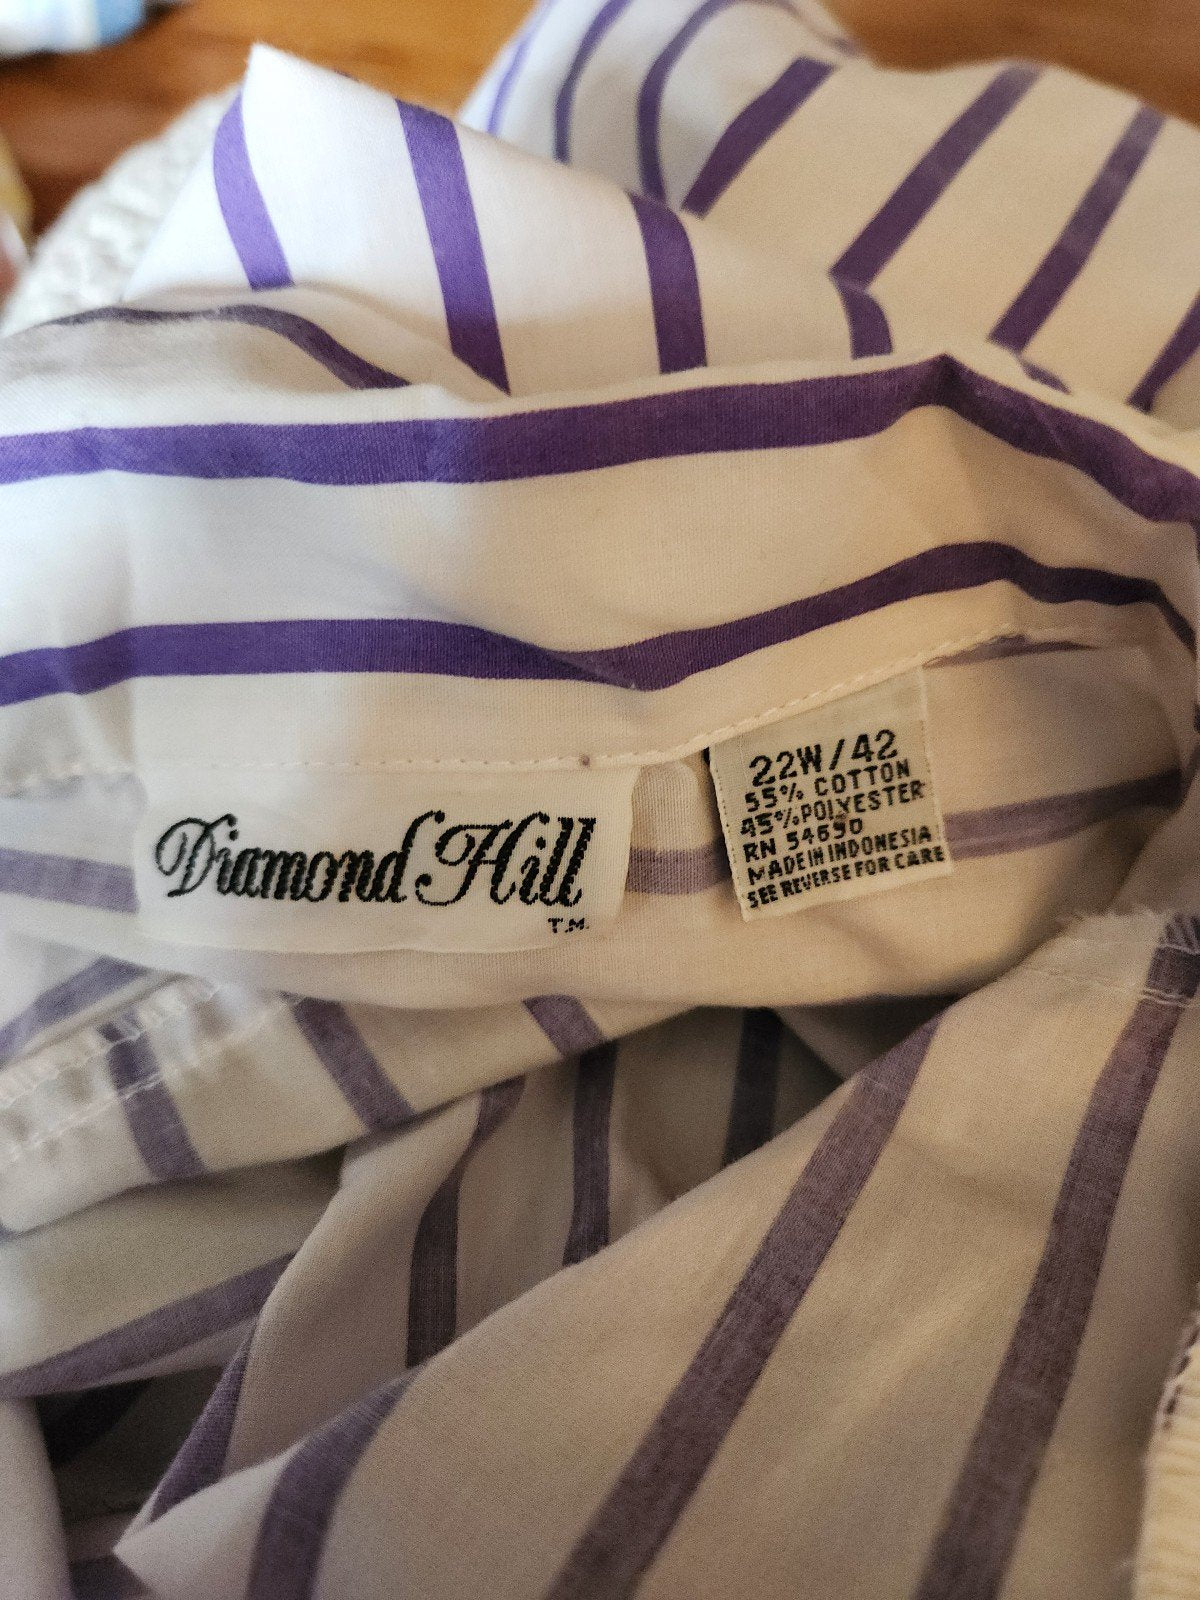 Diamond Hill
T.M.
22W/42
55% COTTON
45% POLYESTER
RN 54650
MADE IN INDONESIA
SEE REVERSE FOR CARE